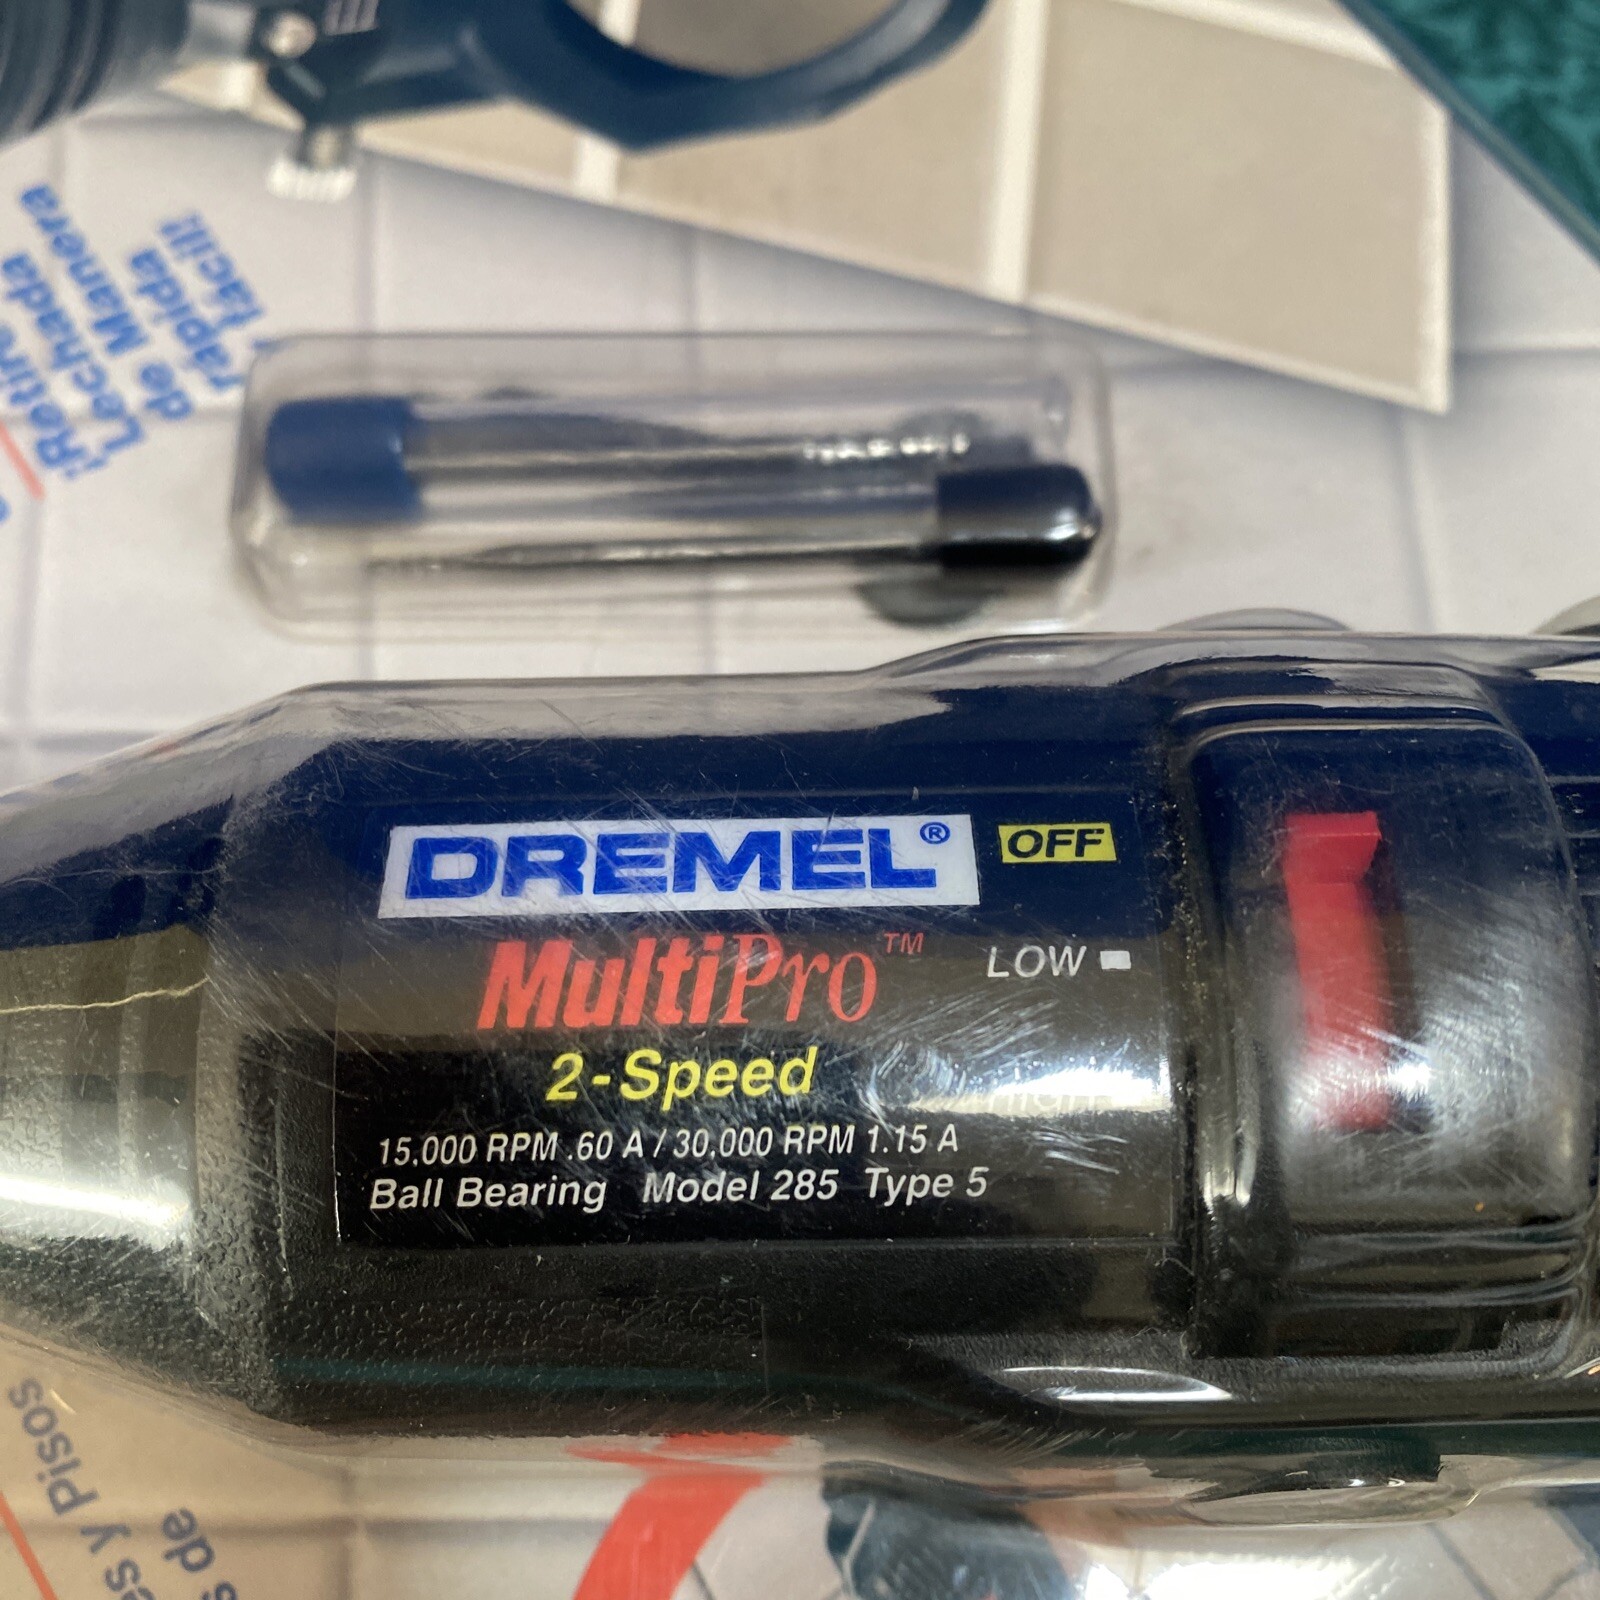 ¡Retire
Lechada
de Manera
rápida
fácil!
DREMEL®
OFF
MultiPro™
LOW
2-Speed
15,000 RPM .60 A / 30,000 RPM 1.15 A
Ball Bearing Model 285 Type 5
y Pisos
de